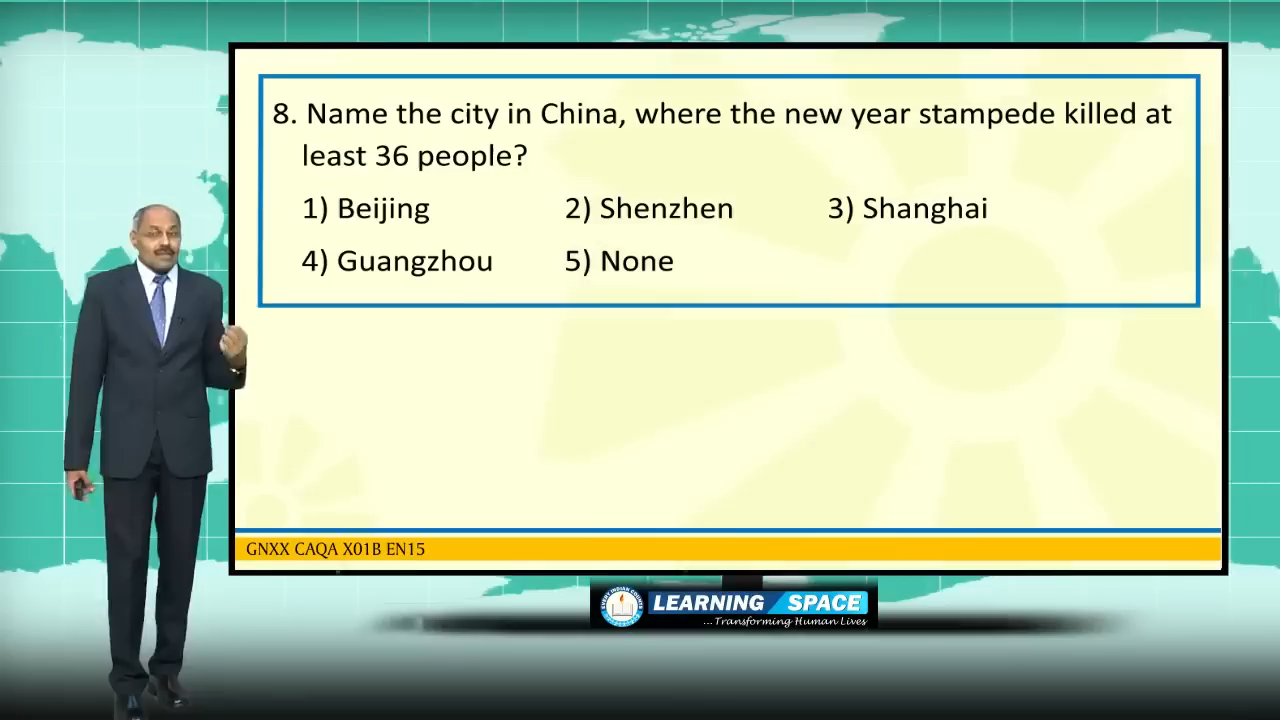 8. Name the city in China, where the new year stampede killed at
least 36 people?
1) Beijing 2) Shenzhen 3) Shanghai
4) Guangzhou 5) None
GNXX CAQA X01B EN15
LEARNING SPACE
...Transforming Human Lives